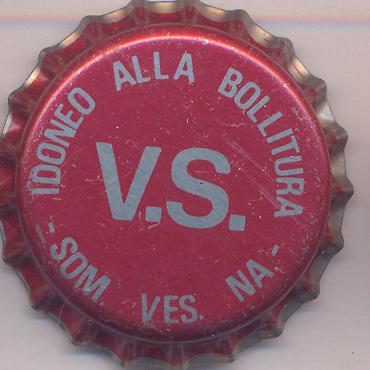 IDONEO ALLA BOLLITURA
V.S.
- SOM. VES. NA -